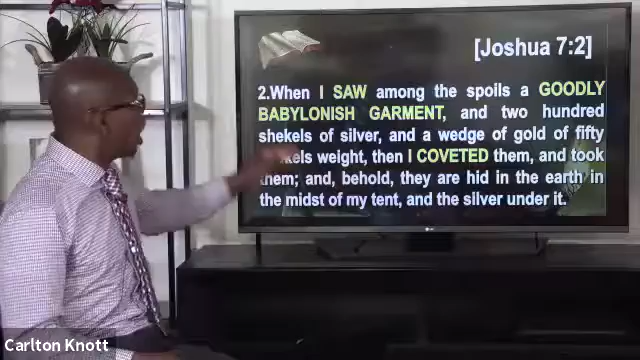 [Joshua 7:2]
2.When I SAW among the spoils a GOODLY
BABYLONISH GARMENT, and two hundred
shekels of silver, and a wedge of gold of fifty
weight, then I COVETED them, and took
them; and, behold, they are hid in the earth in
the midst of my tent, and the silver under it.
LG
Carlton Knott